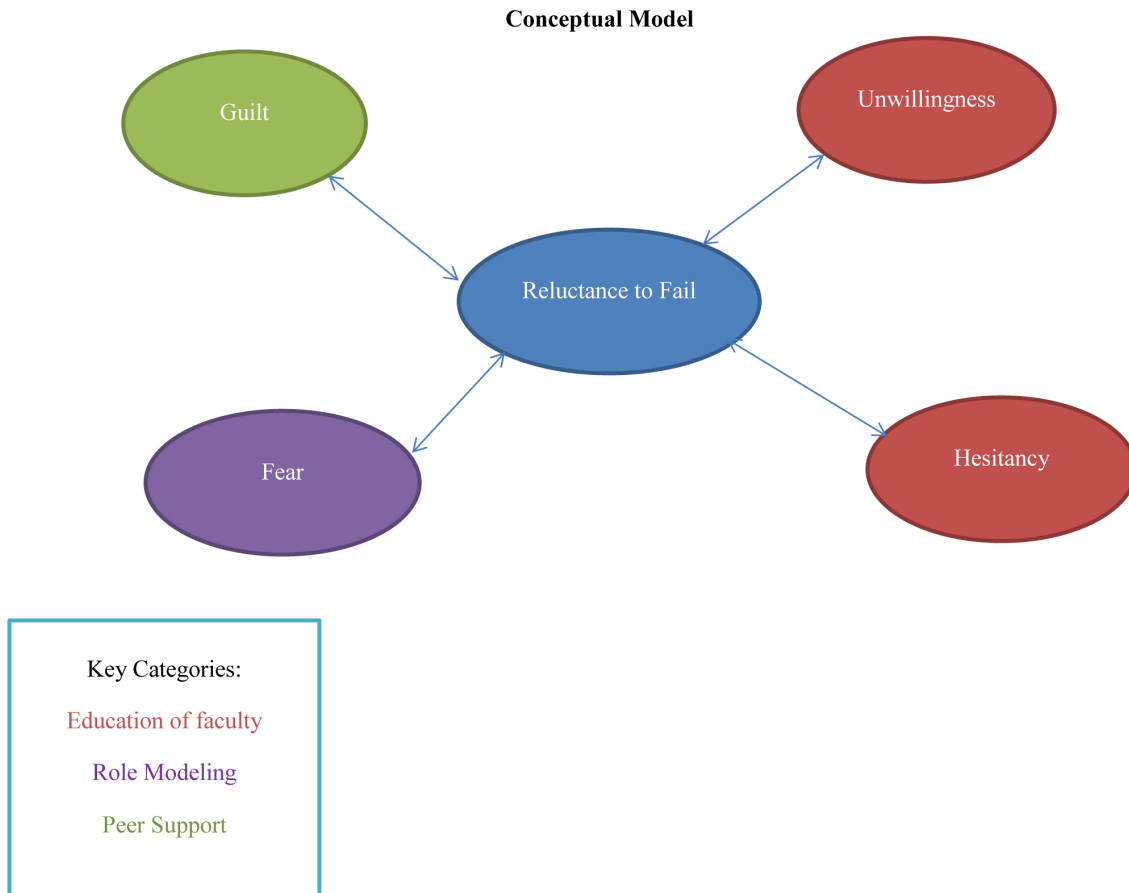 Conceptual Model
Guilt
Unwillingness
Reluctance to Fail
Fear
Hesitancy
Key Categories:
Education of faculty
Role Modeling
Peer Support